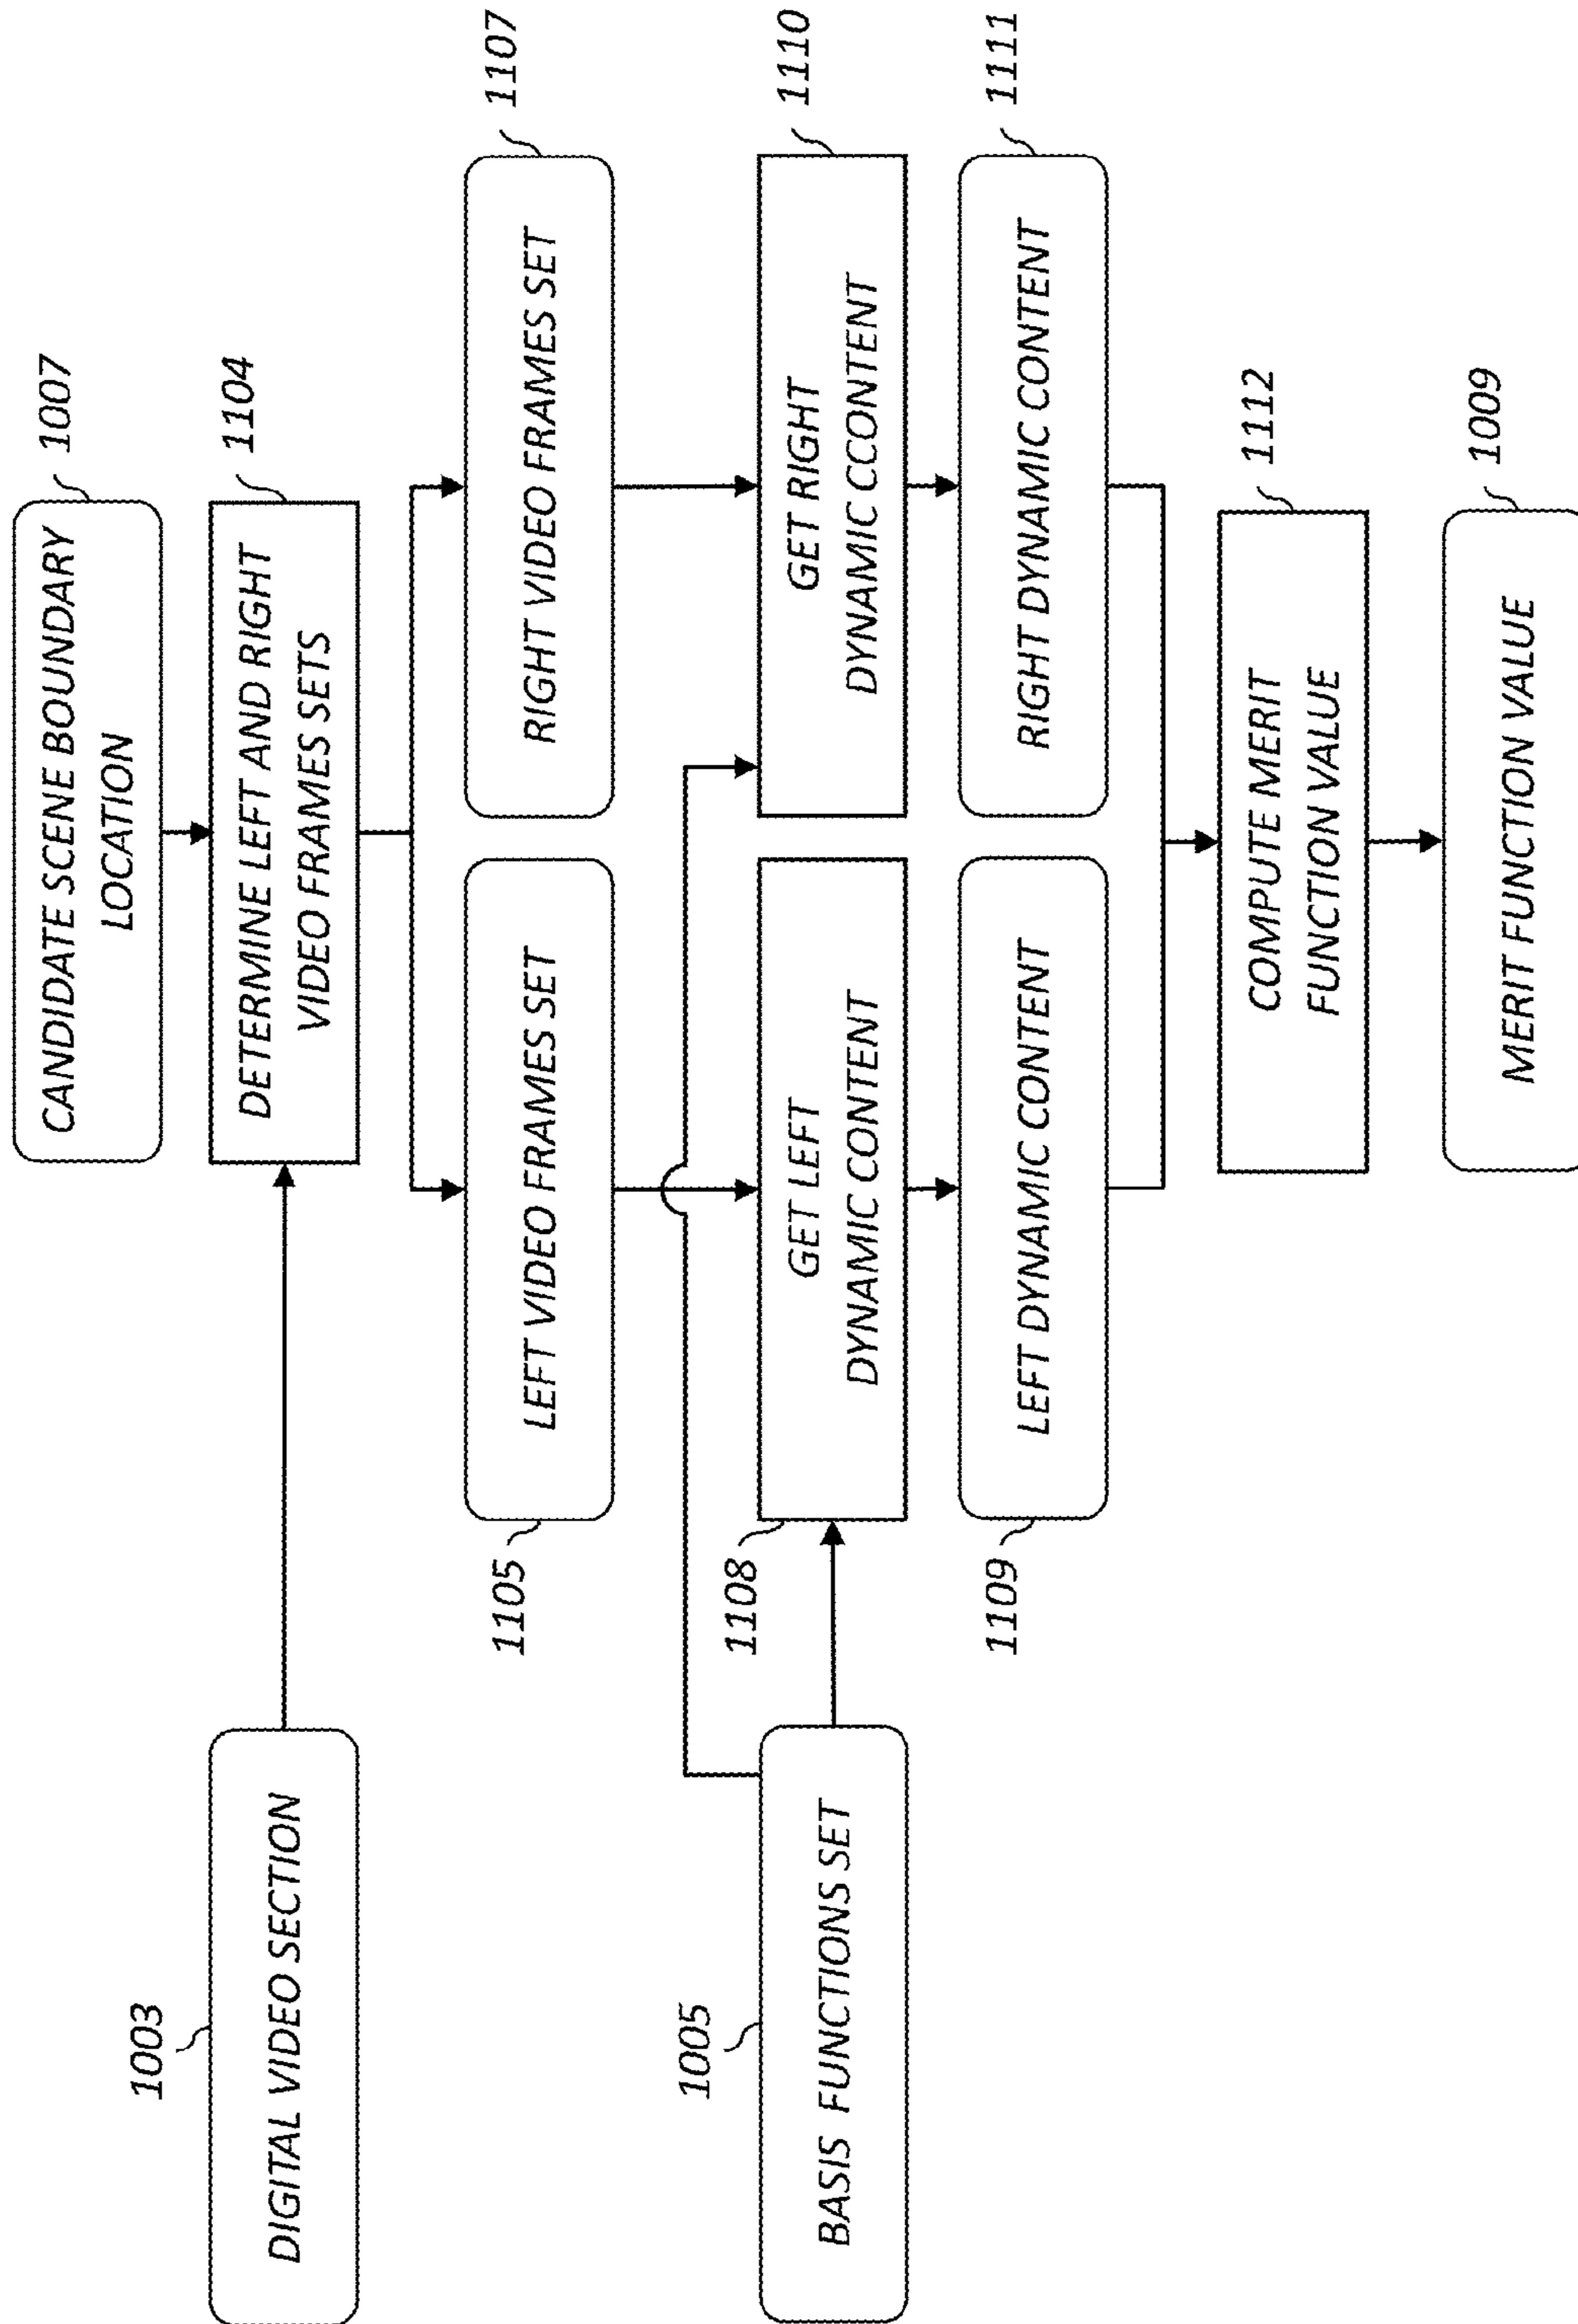 CANDIDATE SCENE BOUNDARY
LOCATION
1007
DIGITAL VIDEO SECTION
1003
DETERMINE LEFT AND RIGHT
VIDEO FRAMES SETS
1104
1105
LEFT VIDEO FRAMES SET
RIGHT VIDEO FRAMES SET
1107
1005
BASIS FUNCTIONS SET
1108
GET LEFT
DYNAMIC CONTENT
GET RIGHT
DYNAMIC CCONTENT
1110
1109
LEFT DYNAMIC CONTENT
RIGHT DYNAMIC CONTENT
1111
COMPUTE MERIT
FUNCTION VALUE
1112
MERIT FUNCTION VALUE
1009